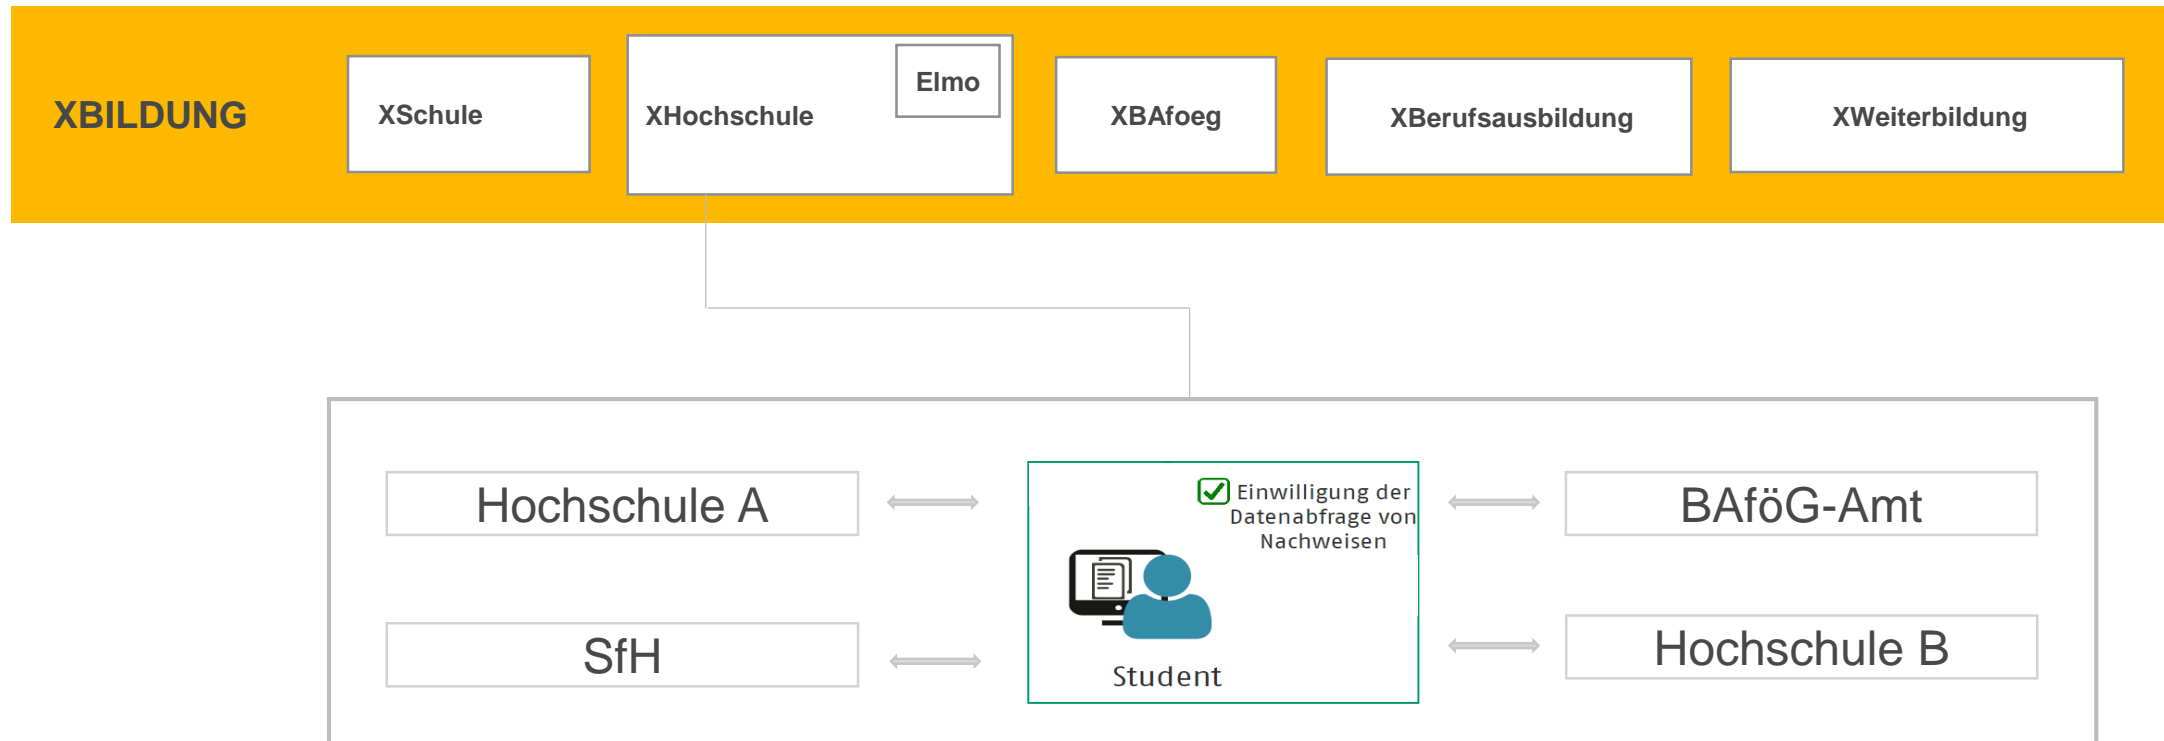 XBILDUNG
XSchule
XHochschule
Elmo
XBAfoeg
XBerufsausbildung
XWeiterbildung
Hochschule A
Einwilligung der
Datenabfrage von
Nachweisen
BAföG-Amt
SfH
Student
Hochschule B